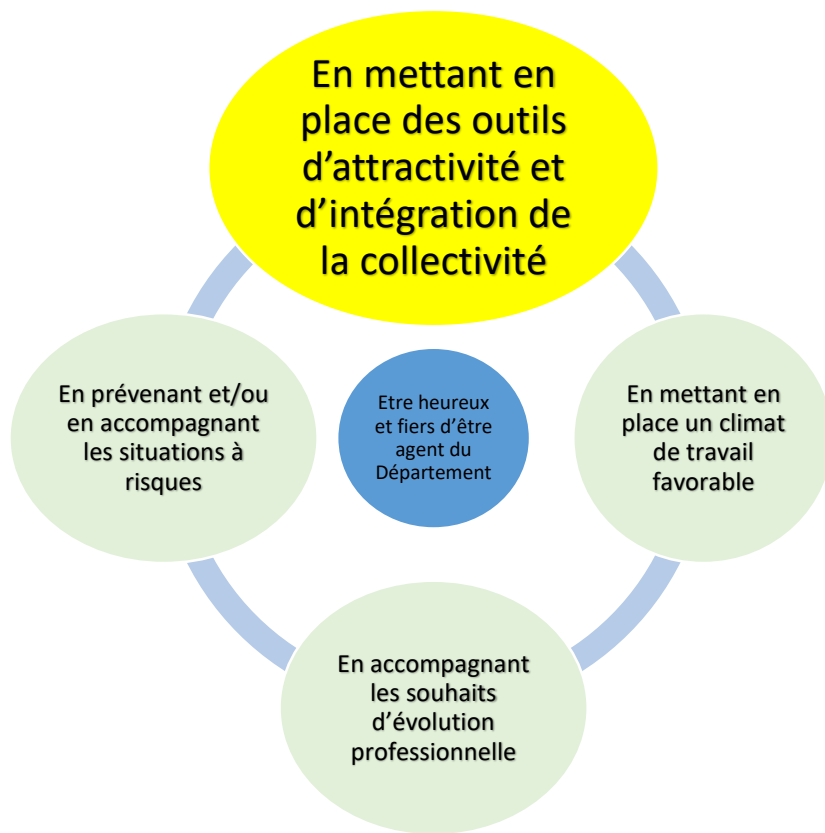 En mettant en
place des outils
d’attractivité et
d’intégration de
la collectivité
En prévenant et/ou
en accompagnant
les situations à
risques
Etre heureux
et fiers d’être
agent du
Département
En mettant en
place un climat
de travail
favorable
En accompagnant
les souhaits
d’évolution
professionnelle